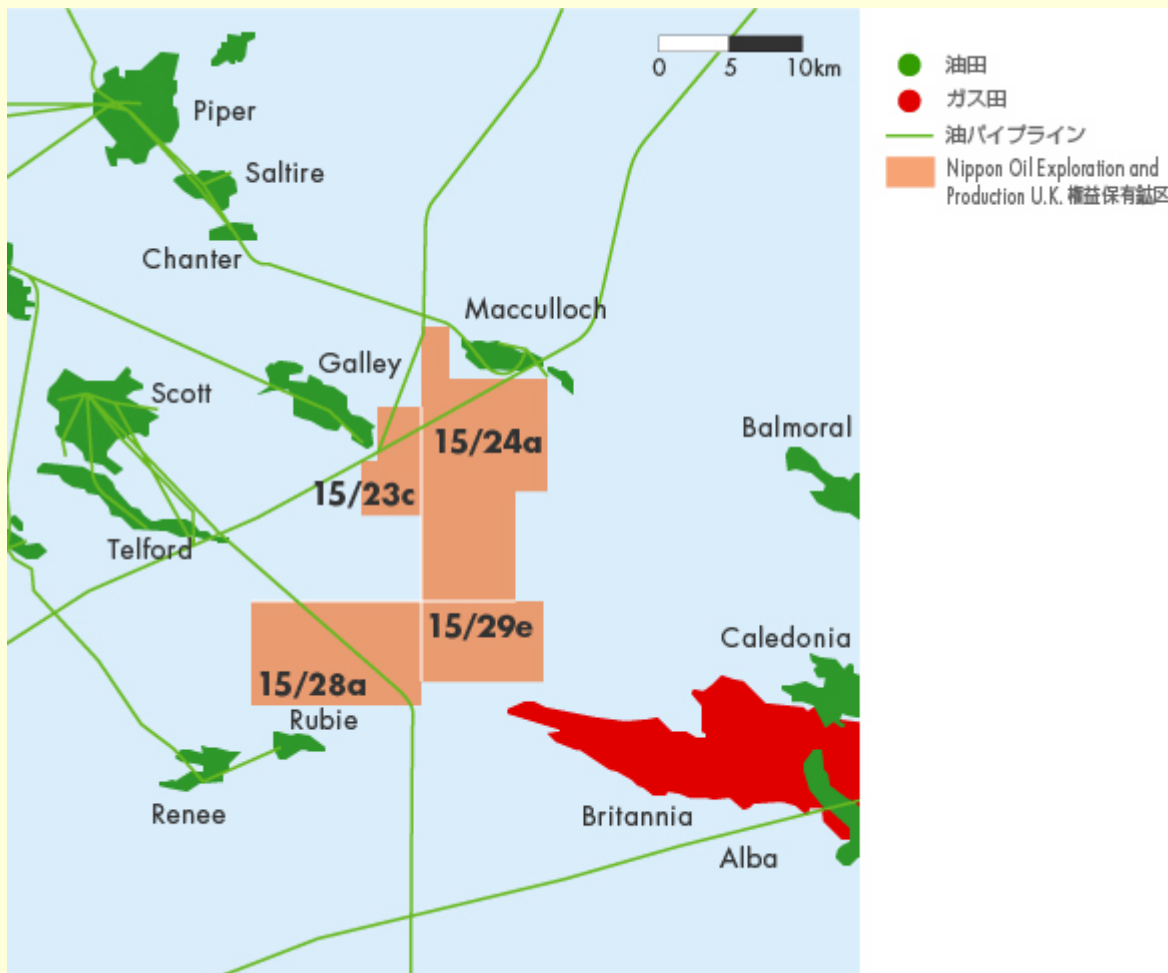 0 5 10km
Piper
Saltire
Chanter
Macculloch
Galley
Scott
15/24a
Balmoral
15/23c
Telford
15/29e
Caledonia
15/28a
Rubie
Renee
Britannia
Alba
油田
ガス田
油パイプライン
Nippon Oil Exploration and
Production U.K. 権益保有鉱区